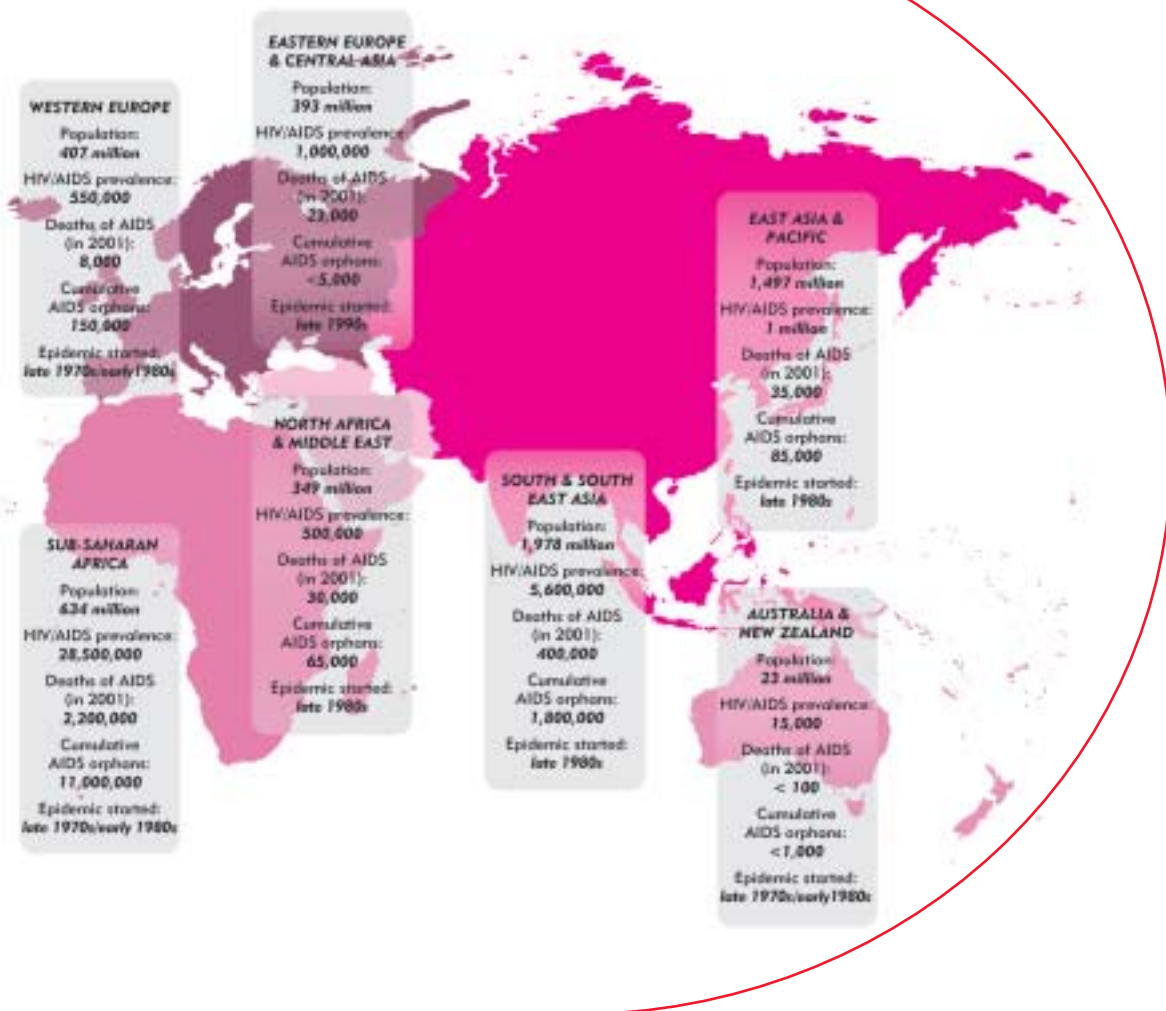 WESTERN EUROPE
Population:
407 million
HIV/AIDS prevalence:
550,000
Deaths of AIDS
(in 2001):
8,000
Cumulative
AIDS orphans:
150,000
Epidemic started:
late 1970s/early1980s
EASTERN EUROPE
& CENTRAL ASIA
Population:
393 million
HIV/AIDS prevalence:
1,000,000
Deaths of AIDS
(in 2001):
23,000
Cumulative
AIDS orphans:
<5,000
Epidemic started:
late 1990s
EAST ASIA &
PACIFIC
Population:
1,497 million
HIV/AIDS prevalence:
1 million
Deaths of AIDS
(in 2001):
35,000
Cumulative
AIDS orphans:
85,000
Epidemic started:
late 1980s
NORTH AFRICA
& MIDDLE EAST
Population:
349 million
HIV/AIDS prevalence:
500,000
Deaths of AIDS
(in 2001):
30,000
Cumulative
AIDS orphans:
65,000
Epidemic started:
late 1980s
SOUTH & SOUTH
EAST ASIA
Population:
1,978 million
HIV/AIDS prevalence:
5,600,000
Deaths of AIDS
(in 2001):
400,000
Cumulative
AIDS orphans:
1,800,000
Epidemic started:
late 1980s
SUB-SAHARAN
AFRICA
Population:
634 million
HIV/AIDS prevalence:
28,500,000
Deaths of AIDS
(in 2001):
2,200,000
Cumulative
AIDS orphans:
11,000,000
Epidemic started:
late 1970s/early 1980s
AUSTRALIA &
NEW ZEALAND
Population:
23 million
HIV/AIDS prevalence:
15,000
Deaths of AIDS
(in 2001):
< 100
Cumulative
AIDS orphans:
<1,000
Epidemic started:
late 1970s/early1980s